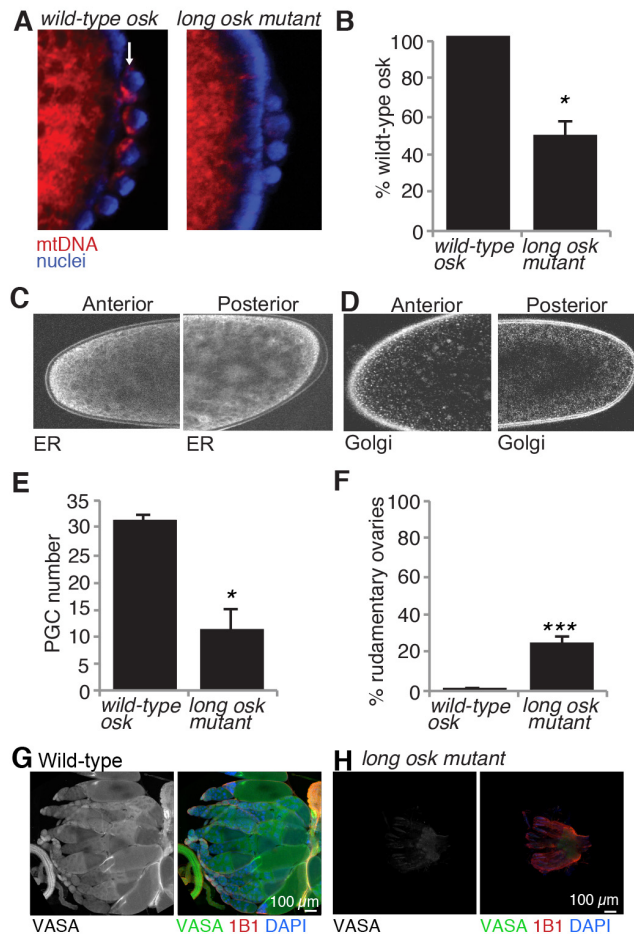 A wild-type osk long osk mutant
mtDNA
nuclei
B
% wildt-ype osk
100
80
60
40
20
0
wild-type osk
long osk mutant
*
C Anterior Posterior
ER ER
D Anterior Posterior
Golgi Golgi
E
PGC number
35
30
25
20
15
10
5
0
wild-type osk
long osk mutant
*
F
% rudamentary ovaries
100
80
60
40
20
0
wild-type osk
long osk mutant
***
G Wild-type
100 µm
VASA VASA 1B1 DAPI
H long osk mutant
100 µm
VASA VASA 1B1 DAPI